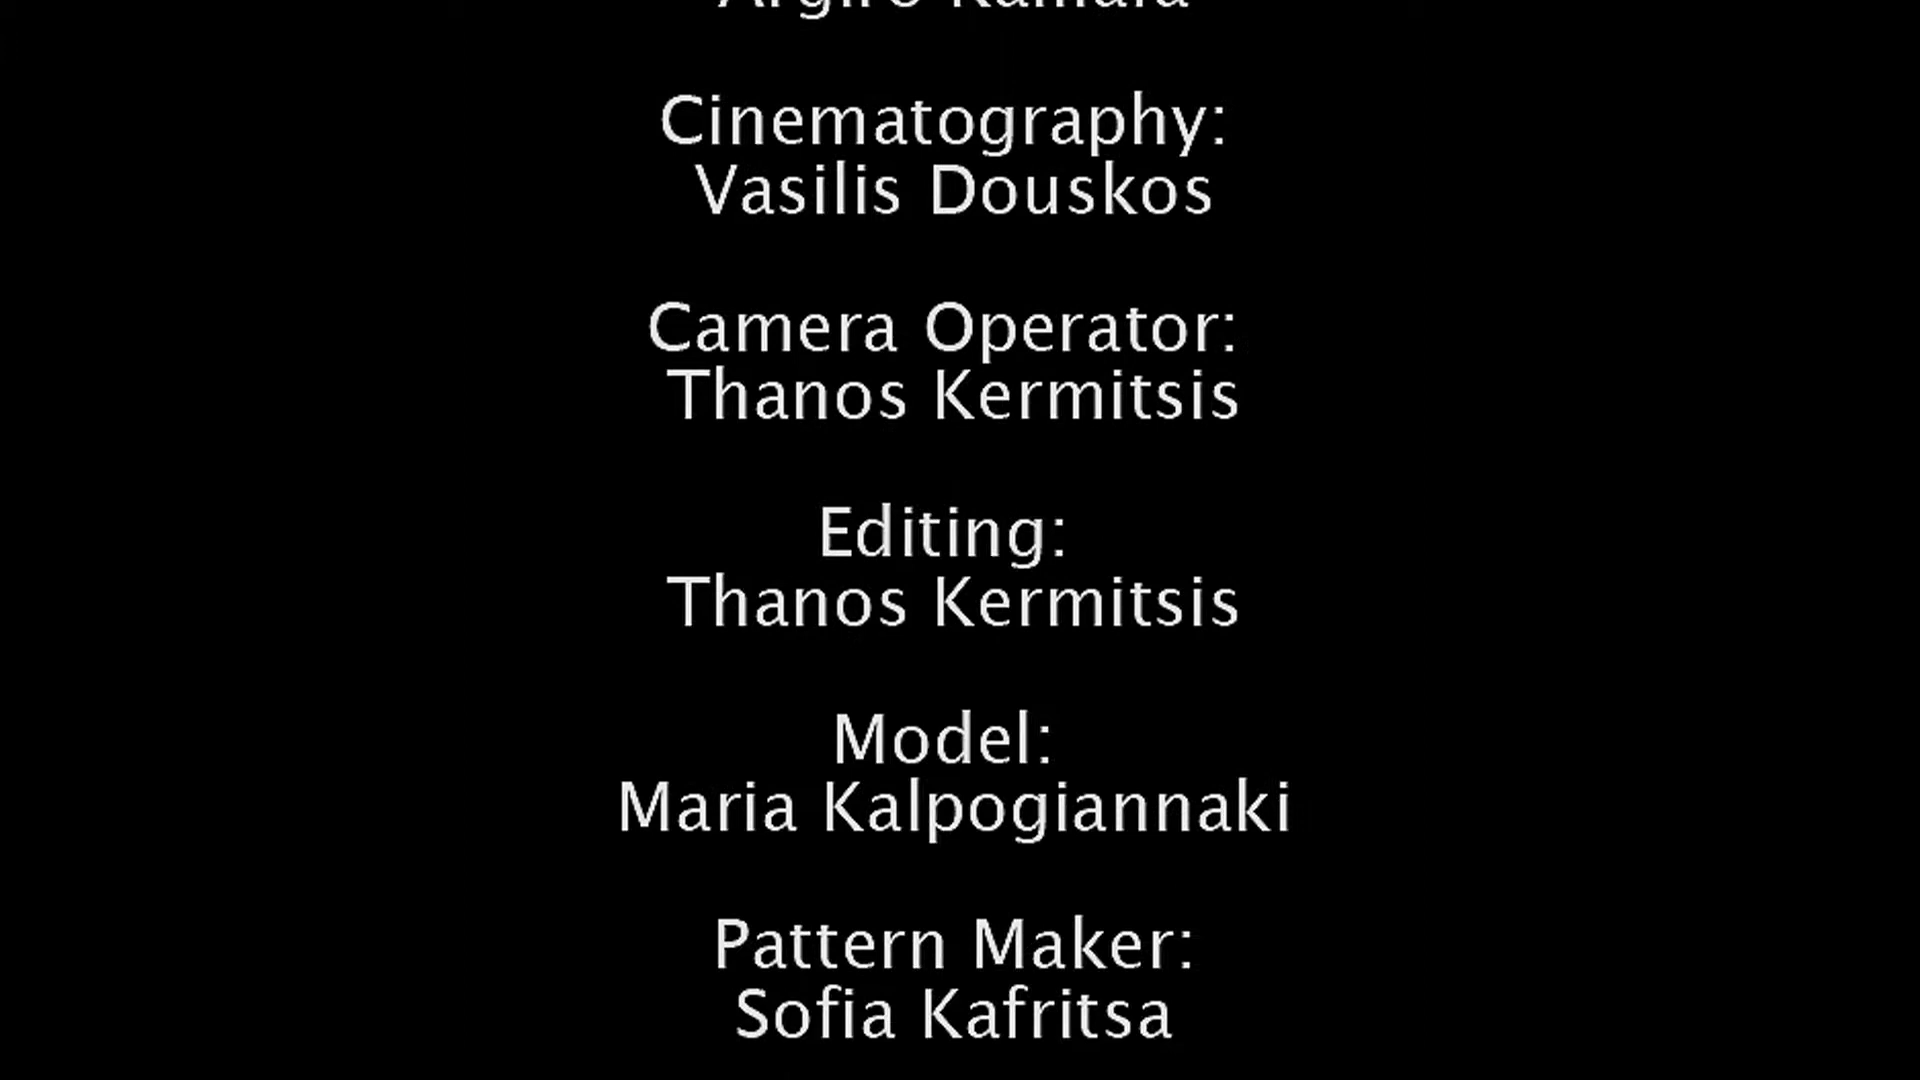 Cinematography:
Vasilis Douskos
Camera Operator:
Thanos Kermitsis
Editing:
Thanos Kermitsis
Model:
Maria Kalpogiannaki
Pattern Maker:
Sofia Kafritsa